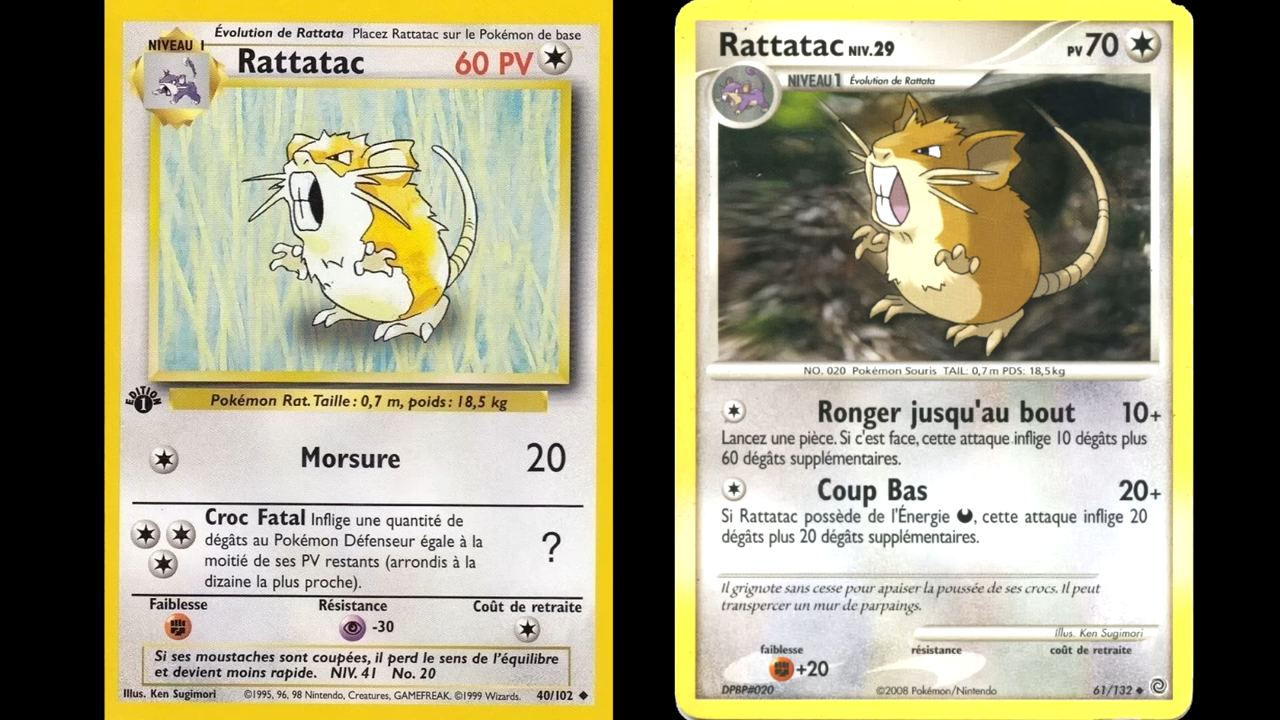 Évolution de Rattata Placez Rattatac sur le Pokémon de base
NIVEAU 1
Rattatac 60 PV
EDITION 1
Pokémon Rat. Taille : 0,7 m, poids : 18,5 kg
Morsure 20
Croc Fatal Inflige une quantité de
dégâts au Pokémon Défenseur égale à la
moitié de ses PV restants (arrondis à la
dizaine la plus proche).
?
Faiblesse Résistance Coût de retraite
-30
Si ses moustaches sont coupées, il perd le sens de l'équilibre
et devient moins rapide. NIV. 41 No. 20
Illus. Ken Sugimori ©1995, 96, 98 Nintendo, Creatures, GAMEFREAK. ©1999 Wizards. 40/102
Rattatac NIV.29 PV 70
NIVEAU 1 Évolution de Rattata
NO. 020 Pokémon Souris TAIL: 0,7m PDS: 18,5kg
Ronger jusqu'au bout 10+
Lancez une pièce. Si c'est face, cette attaque inflige 10 dégâts plus
60 dégâts supplémentaires.
Coup Bas 20+
Si Rattatac possède de l'Énergie , cette attaque inflige 20
dégâts plus 20 dégâts supplémentaires.
Il grignote sans cesse pour apaiser la poussée de ses crocs. Il peut
transpercer un mur de parpaings.
Illus. Ken Sugimori
faiblesse résistance coût de retraite
+20
DPBP#020 ©2008 Pokémon/Nintendo 61/132